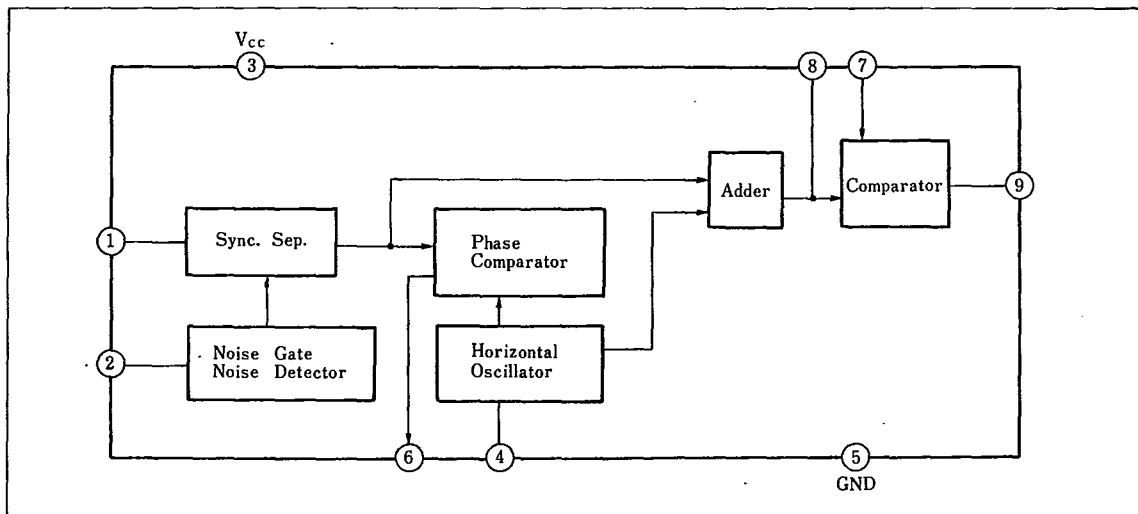 Vcc
3
8
7
Adder
Comparator
9
1
Sync. Sep.
Phase
Comparator
2
Noise Gate
Noise Detector
Horizontal
Oscillator
6
4
5
GND